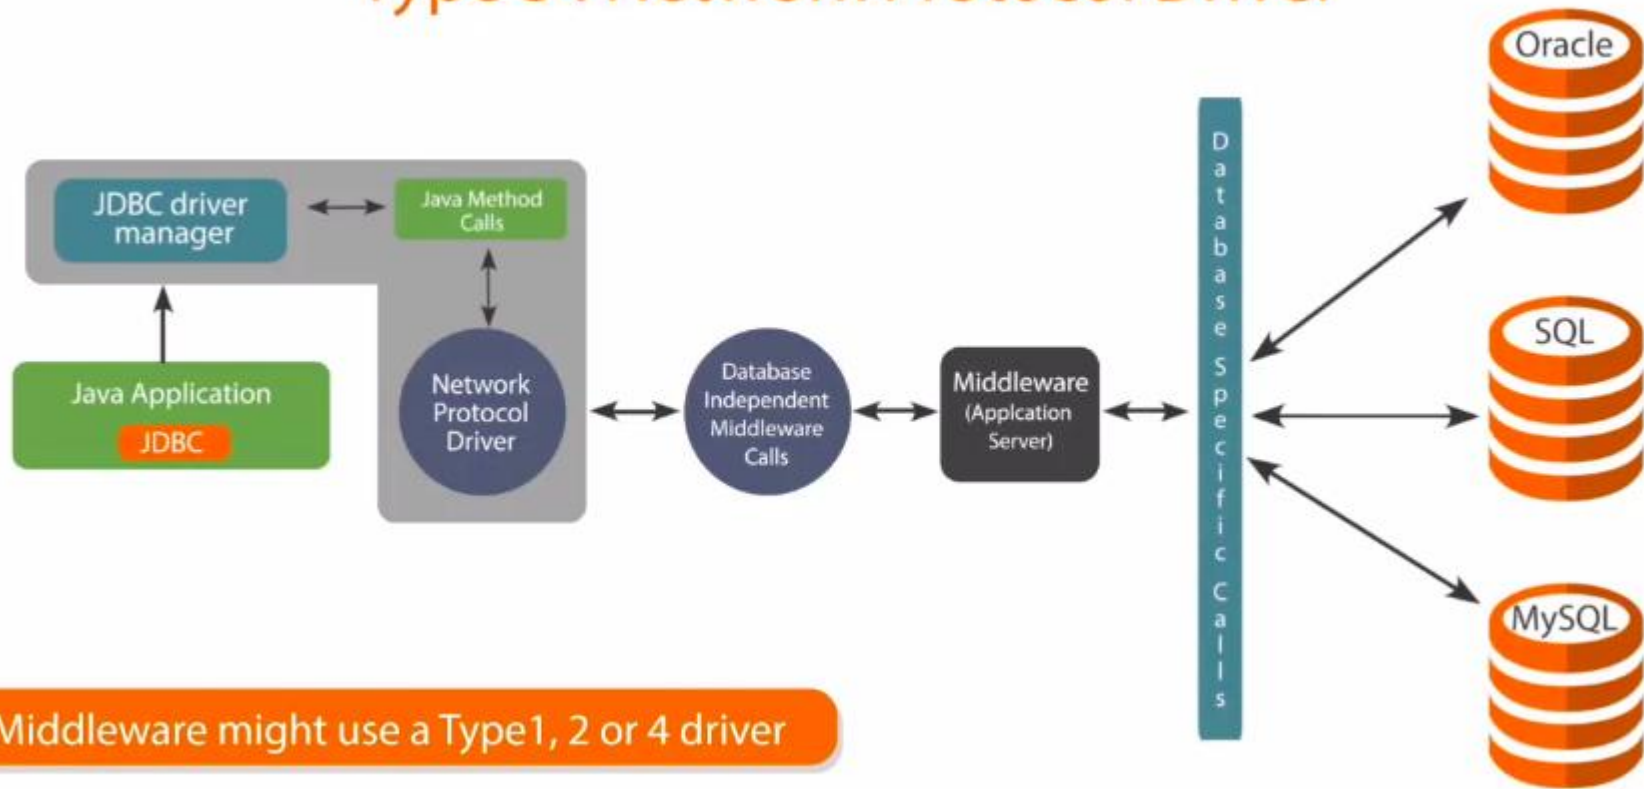 Oracle
JDBC driver
manager
Java Method
Calls
Database Specific Calls
SQL
Java Application
JDBC
Network
Protocol
Driver
Database
Independent
Middleware
Calls
Middleware
(Applcation
Server)
MySQL
Middleware might use a Type1, 2 or 4 driver